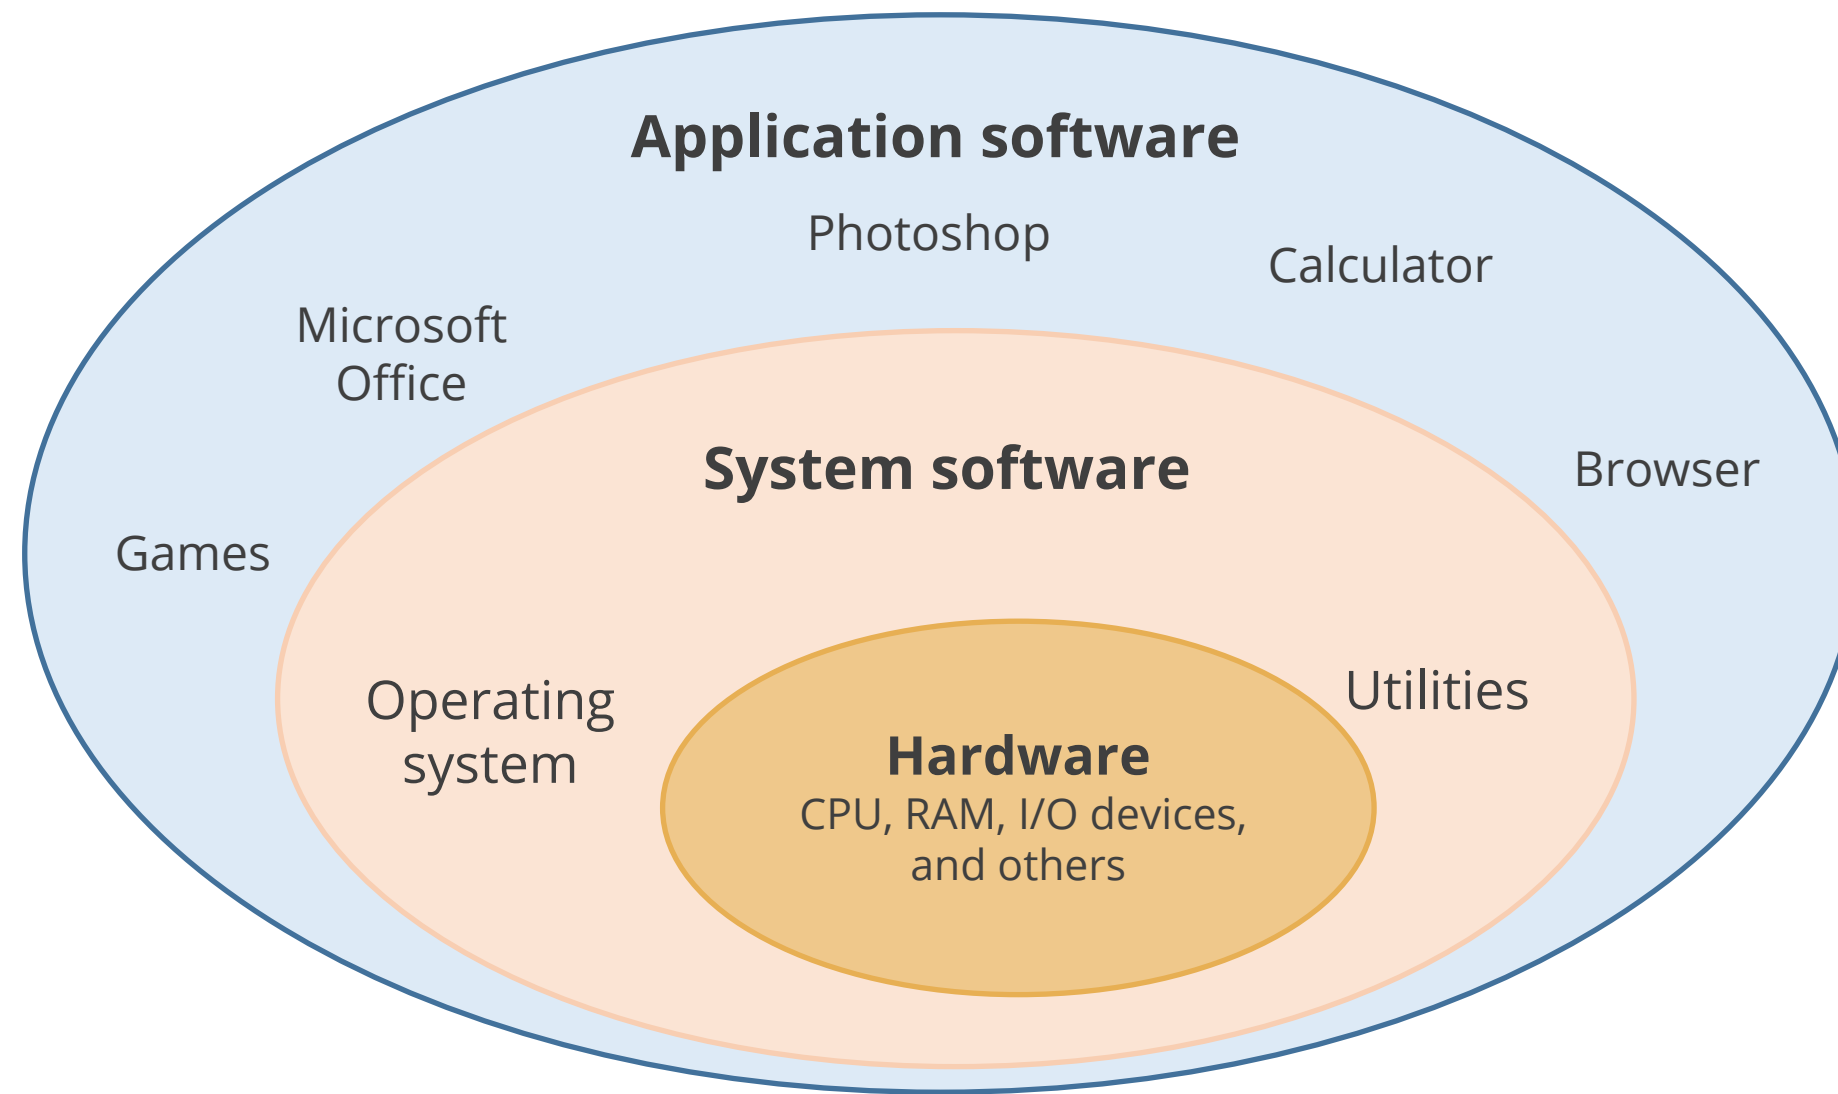 Application software
Photoshop
Calculator
Microsoft
Office
System software
Browser
Games
Operating
system
Utilities
Hardware
CPU, RAM, I/O devices,
and others